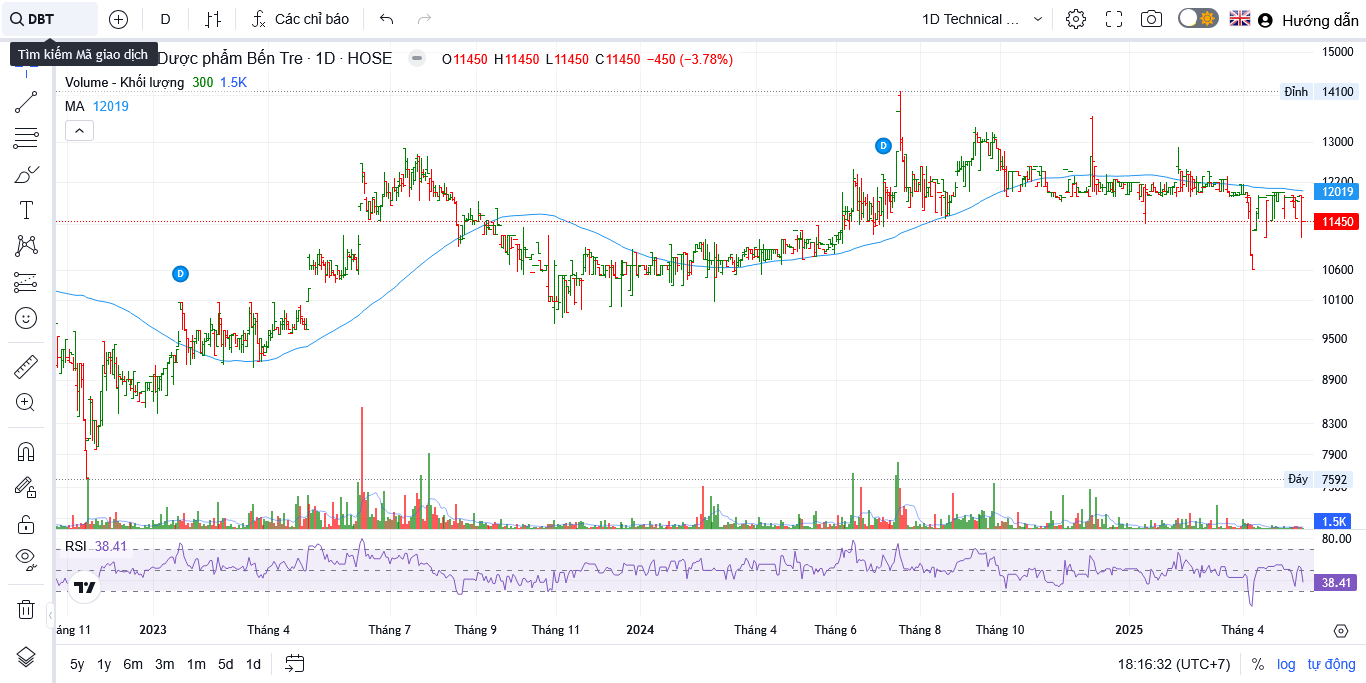 DBT D Các chỉ báo 1D Technical ... Hướng dẫn
Tìm kiếm Mã giao dịch
Dược phẩm Bến Tre · 1D · HOSE O11450 H11450 L11450 C11450 −450 (−3.78%)
Volume - Khối lượng 300 1.5K
MA 12019
15000
Đỉnh 14100
13000
D
12200
12019
11450
D
10600
10100
9500
8900
8300
7900
Đáy 7592
1.5K
RSI 38.41
80.00
38.41
áng 11 2023 Tháng 4 Tháng 7 Tháng 9 Tháng 11 2024 Tháng 4 Tháng 6 Tháng 8 Tháng 10 2025 Tháng 4
5y 1y 6m 3m 1m 5d 1d 18:16:32 (UTC+7) % log tự động